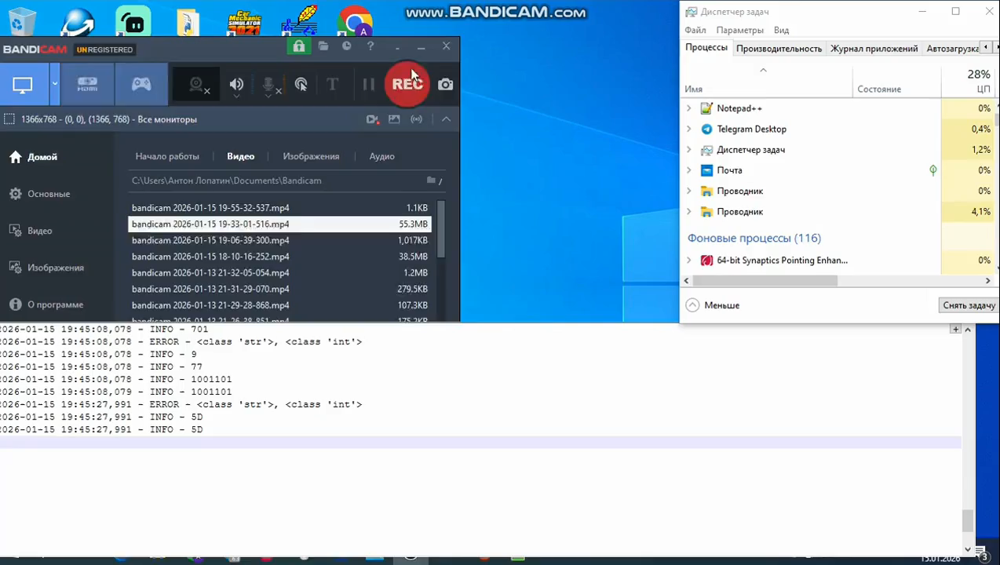 www.BANDICAM.com
CAR MECHANIC SIMULATOR 2021
BANDICAM UNREGISTERED
HDMI
T
REC
1366x768 - (0, 0), (1366, 768) - Все мониторы
Домой
Основные
Видео
Изображения
О программе
Начало работы Видео Изображения Аудио
C:\Users\Антон Лопатин\Documents\Bandicam
bandicam 2026-01-15 19-55-32-537.mp4 1.1KB
bandicam 2026-01-15 19-33-01-516.mp4 55.3MB
bandicam 2026-01-15 19-06-39-300.mp4 1,017KB
bandicam 2026-01-15 18-10-16-252.mp4 38.5MB
bandicam 2026-01-13 21-32-05-054.mp4 1.2MB
bandicam 2026-01-13 21-31-29-070.mp4 279.5KB
bandicam 2026-01-13 21-29-28-868.mp4 107.3KB
bandicam 2026-01-13 21-26-38-851.mp4 175.2KB
Диспетчер задач
Файл Параметры Вид
Процессы Производительность Журнал приложений Автозагрузка
28%
Имя Состояние ЦП
Notepad++ 0%
Telegram Desktop 0,4%
Диспетчер задач 1,2%
Почта 0%
Проводник 0%
Проводник 4,1%
Фоновые процессы (116)
64-bit Synaptics Pointing Enhan... 0%
Меньше Снять задачу
2026-01-15 19:45:08,078 - INFO - 701
2026-01-15 19:45:08,078 - ERROR - <class 'str'>, <class 'int'>
2026-01-15 19:45:08,078 - INFO - 9
2026-01-15 19:45:08,078 - INFO - 77
2026-01-15 19:45:08,078 - INFO - 1001101
2026-01-15 19:45:08,079 - INFO - 1001101
2026-01-15 19:45:27,991 - ERROR - <class 'str'>, <class 'int'>
2026-01-15 19:45:27,991 - INFO - 5D
2026-01-15 19:45:27,991 - INFO - 5D
15.01.2026
3